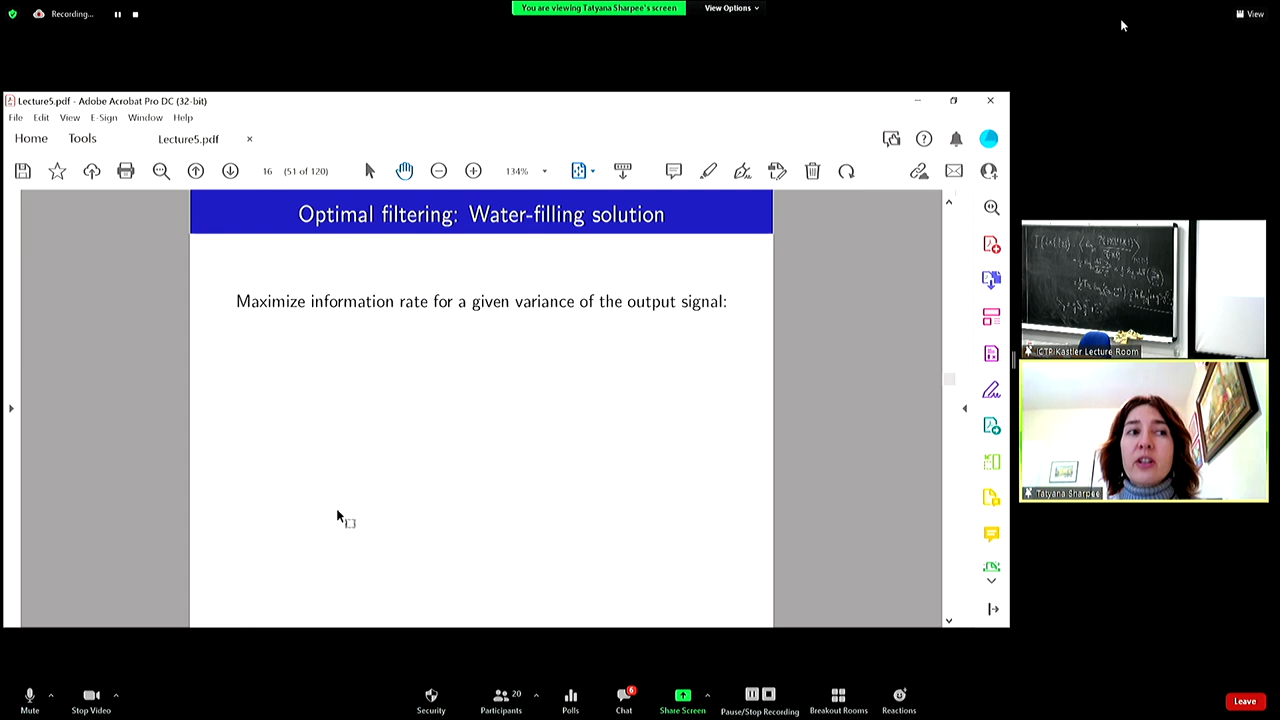 Recording...
You are viewing Tatyana Sharpee's screen
View Options
View
Lecture5.pdf - Adobe Acrobat Pro DC (32-bit)
File Edit View E-Sign Window Help
Home Tools Lecture5.pdf ×
16 (51 of 120) 134%
Optimal filtering: Water-filling solution
Maximize information rate for a given variance of the output signal:
ICTP Kastler Lecture Room
Tatyana Sharpee
Mute
Stop Video
Security
Participants 20
Polls
Chat 6
Share Screen
Pause/Stop Recording
Breakout Rooms
Reactions
Leave